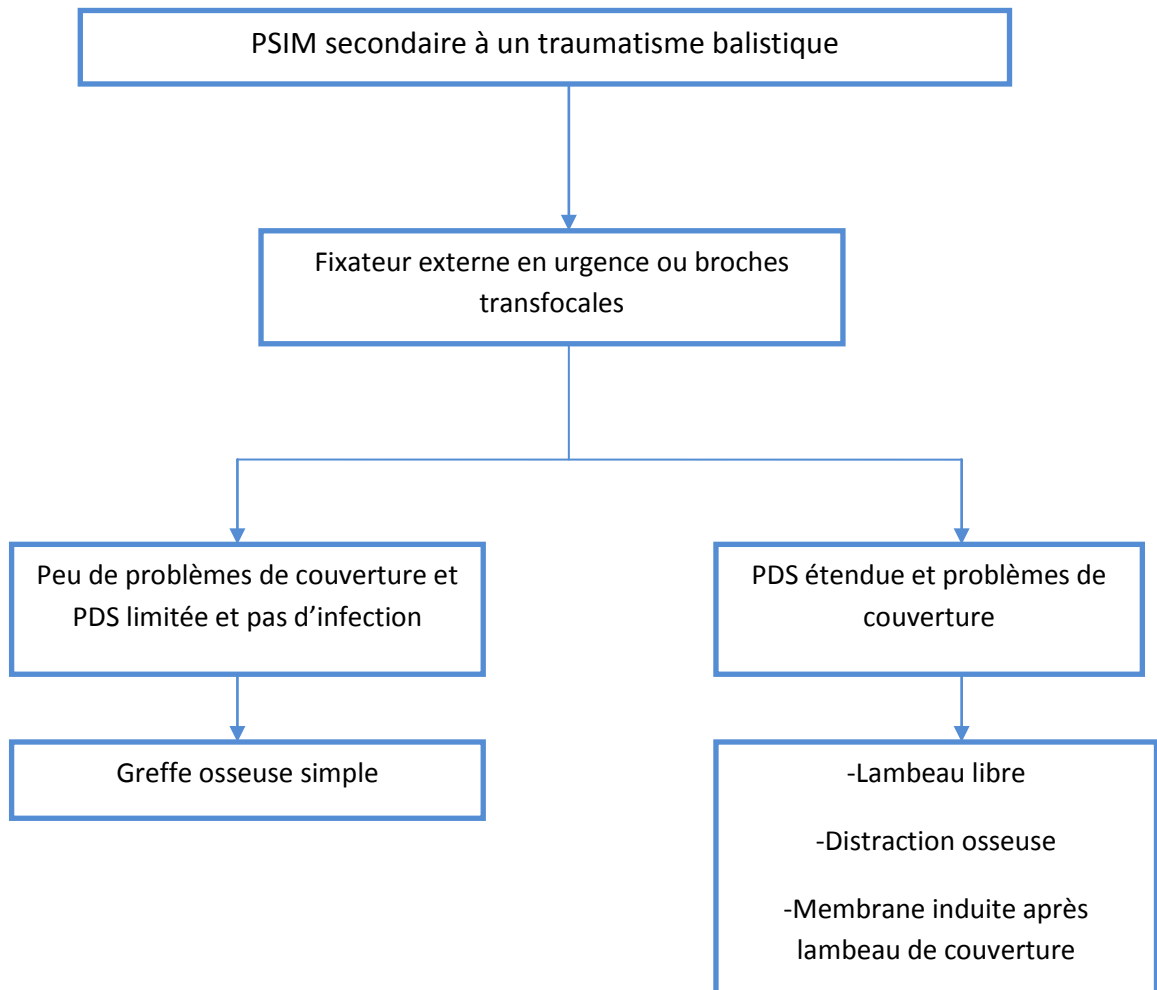 PSIM secondaire à un traumatisme balistique
Fixateur externe en urgence ou broches
transfocales
Peu de problèmes de couverture et
PDS limitée et pas d’infection
PDS étendue et problèmes de
couverture
Greffe osseuse simple
-Lambeau libre
-Distraction osseuse
-Membrane induite après
lambeau de couverture